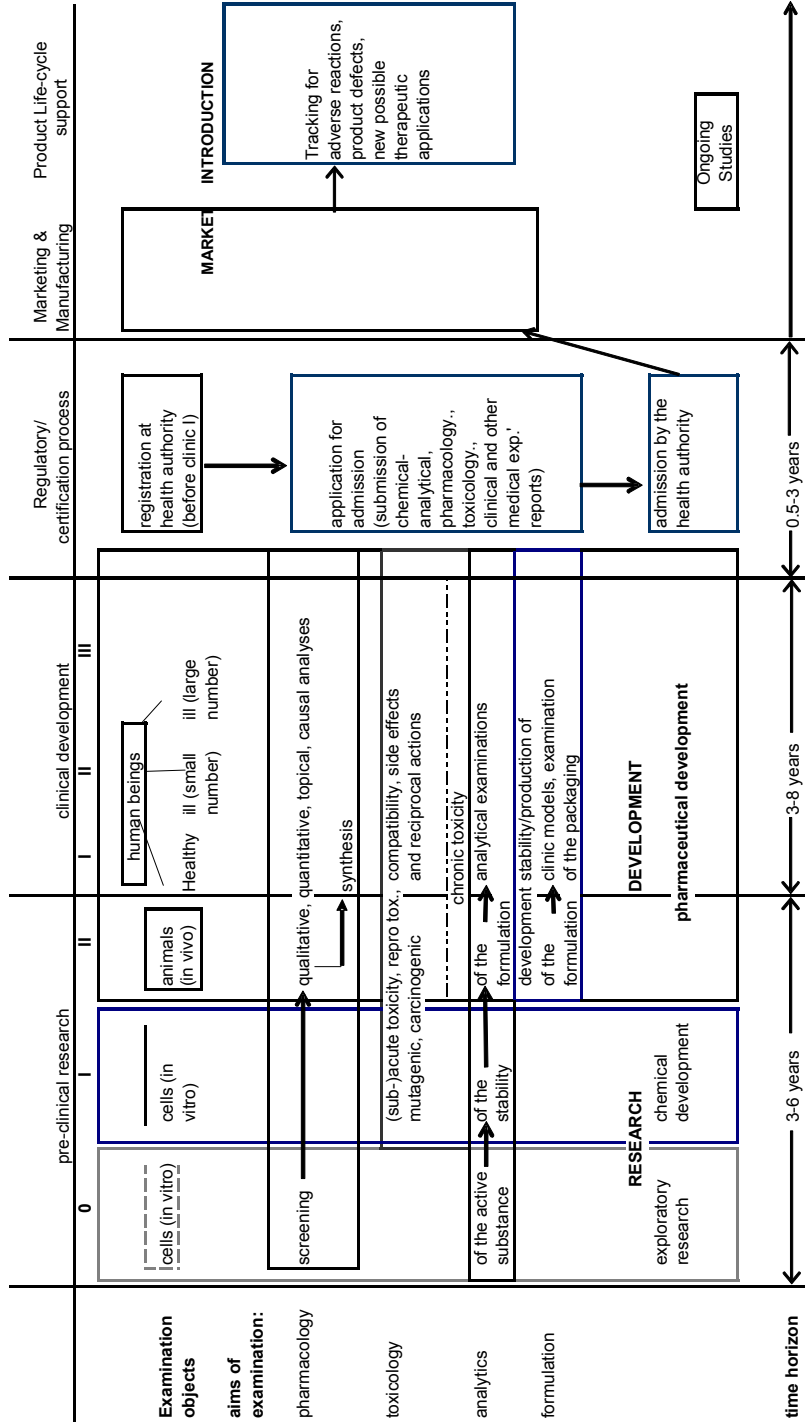 pre-clinical research
clinical development
Regulatory/
certification process
Marketing &
Manufacturing
Product Life-cycle
support
0
I
II
I
II
III
Examination
objects
cells (in vitro)
cells (in
vitro)
animals
(in vivo)
human beings
Healthy
ill (small
number)
ill (large
number)
registration at
health authority
(before clinic I)
MARKET INTRODUCTION
aims of
examination:
pharmacology
screening
qualitative, quantitative, topical, causal analyses
synthesis
application for
admission
(submission of
chemical-
analytical,
pharmacology.,
toxicology.,
clinical and other
medical exp.'
reports)
Tracking for
adverse reactions,
product defects,
new possible
therapeutic
applications
toxicology
(sub-)acute toxicity, repro tox.,
mutagenic, carcinogenic
compatibility, side effects
and reciprocal actions
chronic toxicity
analytics
of the active
substance
of the
stability
of the
formulation
analytical examinations
formulation
development
of the
formulation
stability/production of
clinic models, examination
of the packaging
RESEARCH
DEVELOPMENT
exploratory
research
chemical
development
pharmaceutical development
admission by the
health authority
Ongoing
Studies
time horizon
3-6 years
3-8 years
0.5-3 years